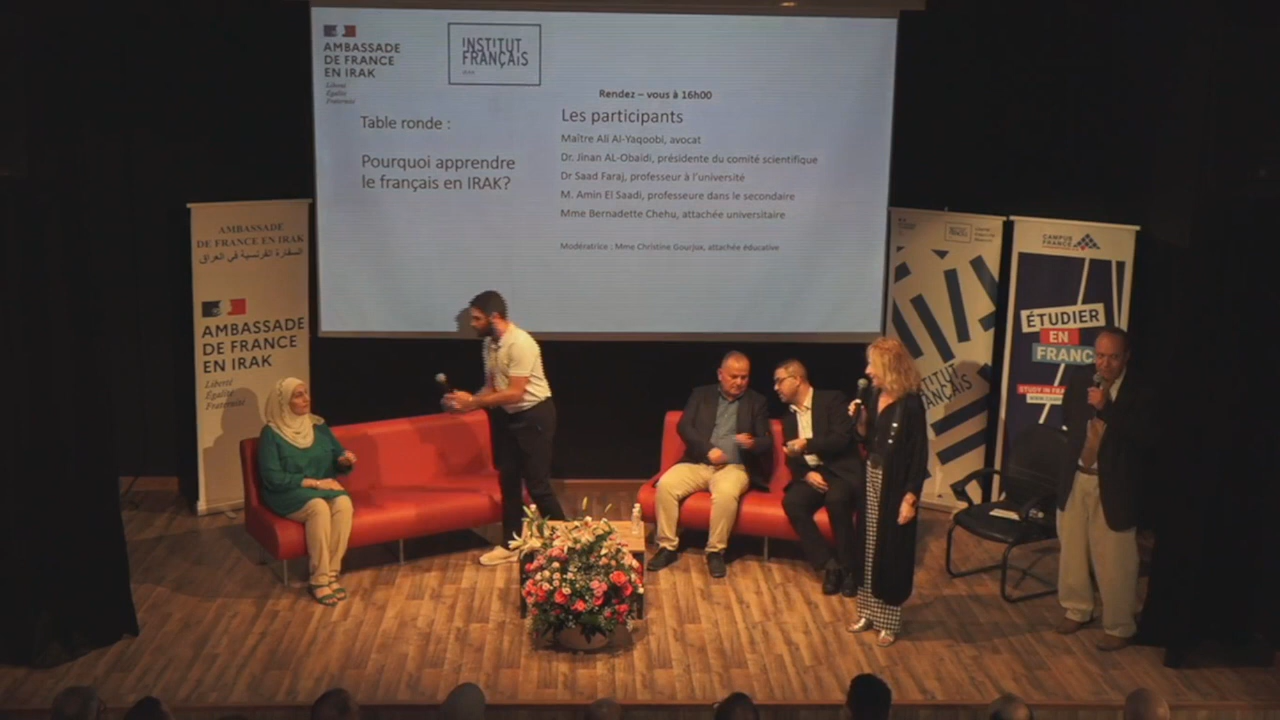 AMBASSADE
DE FRANCE
EN IRAK
Liberté
Égalité
Fraternité
INSTITUT
FRANÇAIS
Rendez – vous à 16h00
Table ronde :
Pourquoi apprendre
le français en IRAK?
Les participants
Maître Ali Al-Yaqoobi, avocat
Dr. Jinan AL-Obaidi, présidente du comité scientifique
Dr Saad Faraj, professeur à l'université
M. Amin El Saadi, professeure dans le secondaire
Mme Bernadette Chehu, attachée universitaire
Modératrice : Mme Christine Gourjux, attachée éducative
AMBASSADE
DE FRANCE EN IRAK
السفارة الفرنسية في العراق
AMBASSADE
DE FRANCE
EN IRAK
Liberté
Égalité
Fraternité
INSTITUT
FRANÇAIS
CAMPUS
FRANCE
ÉTUDIER
EN
FRANC
STUDY IN FRA